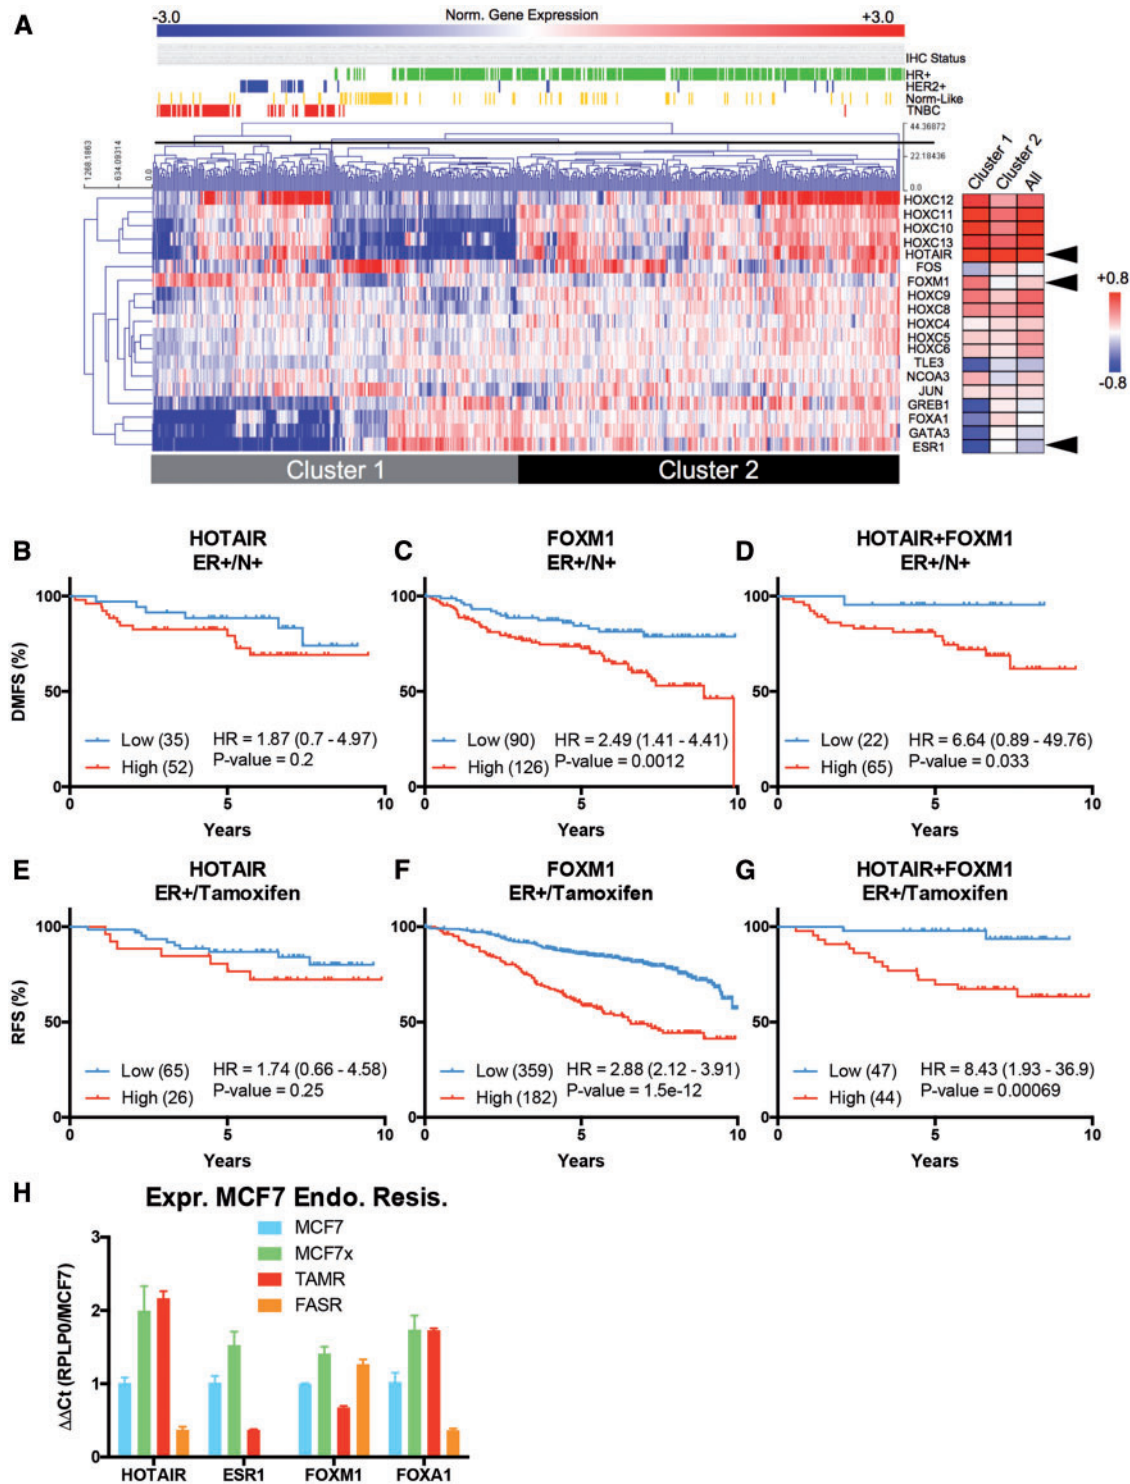 A
-3.0
Norm. Gene Expression
+3.0
IHC Status
HR+
HER2+
Norm-Like
TNBC
1268.1863
634.09314
0.0
44.36872
22.18436
0.0
Cluster 1
Cluster 2
All
HOXC12
HOXC11
HOXC10
HOXC13
HOTAIR
FOS
FOXM1
HOXC9
HOXC8
HOXC4
HOXC5
HOXC6
TLE3
NCOA3
JUN
GREB1
FOXA1
GATA3
ESR1
+0.8
-0.8
Cluster 1
Cluster 2
B
HOTAIR
ER+/N+
DMFS (%)
100
50
0
Low (35)
High (52)
HR = 1.87 (0.7 - 4.97)
P-value = 0.2
0
5
10
Years
C
FOXM1
ER+/N+
100
50
0
Low (90)
High (126)
HR = 2.49 (1.41 - 4.41)
P-value = 0.0012
0
5
10
Years
D
HOTAIR+FOXM1
ER+/N+
100
50
0
Low (22)
High (65)
HR = 6.64 (0.89 - 49.76)
P-value = 0.033
0
5
10
Years
E
HOTAIR
ER+/Tamoxifen
RFS (%)
100
50
0
Low (65)
High (26)
HR = 1.74 (0.66 - 4.58)
P-value = 0.25
0
5
10
Years
F
FOXM1
ER+/Tamoxifen
100
50
0
Low (359)
High (182)
HR = 2.88 (2.12 - 3.91)
P-value = 1.5e-12
0
5
10
Years
G
HOTAIR+FOXM1
ER+/Tamoxifen
100
50
0
Low (47)
High (44)
HR = 8.43 (1.93 - 36.9)
P-value = 0.00069
0
5
10
Years
H
Expr. MCF7 Endo. Resis.
MCF7
MCF7x
TAMR
FASR
ΔΔCt (RPLP0/MCF7)
3
2
1
0
HOTAIR
ESR1
FOXM1
FOXA1